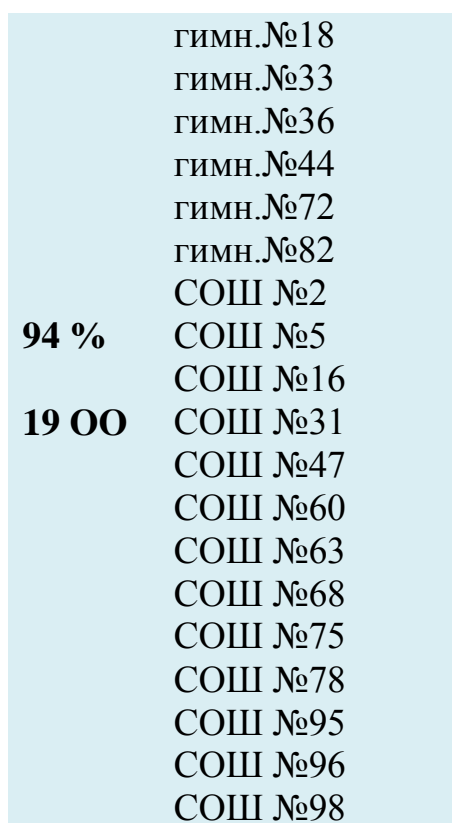 гимн.№18
гимн.№33
гимн.№36
гимн.№44
гимн.№72
гимн.№82
СОШ №2
94 % СОШ №5
СОШ №16
19 ОО СОШ №31
СОШ №47
СОШ №60
СОШ №63
СОШ №68
СОШ №75
СОШ №78
СОШ №95
СОШ №96
СОШ №98